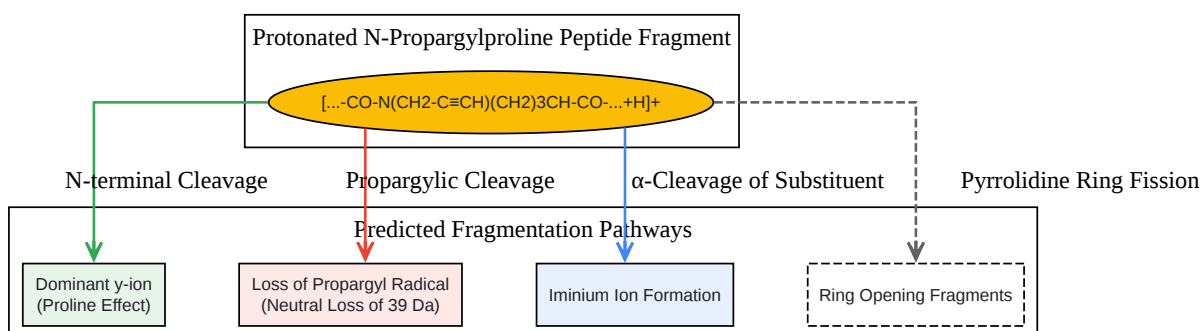 Protonated N-Propargylproline Peptide Fragment
[...-CO-N(CH2-C≡CH)(CH2)3CH-CO-...+H]+
N-terminal Cleavage
Propargylic Cleavage
α-Cleavage of Substituent
Pyrrolidine Ring Fission
Predicted Fragmentation Pathways
Dominant y-ion
(Proline Effect)
Loss of Propargyl Radical
(Neutral Loss of 39 Da)
Iminium Ion Formation
Ring Opening Fragments